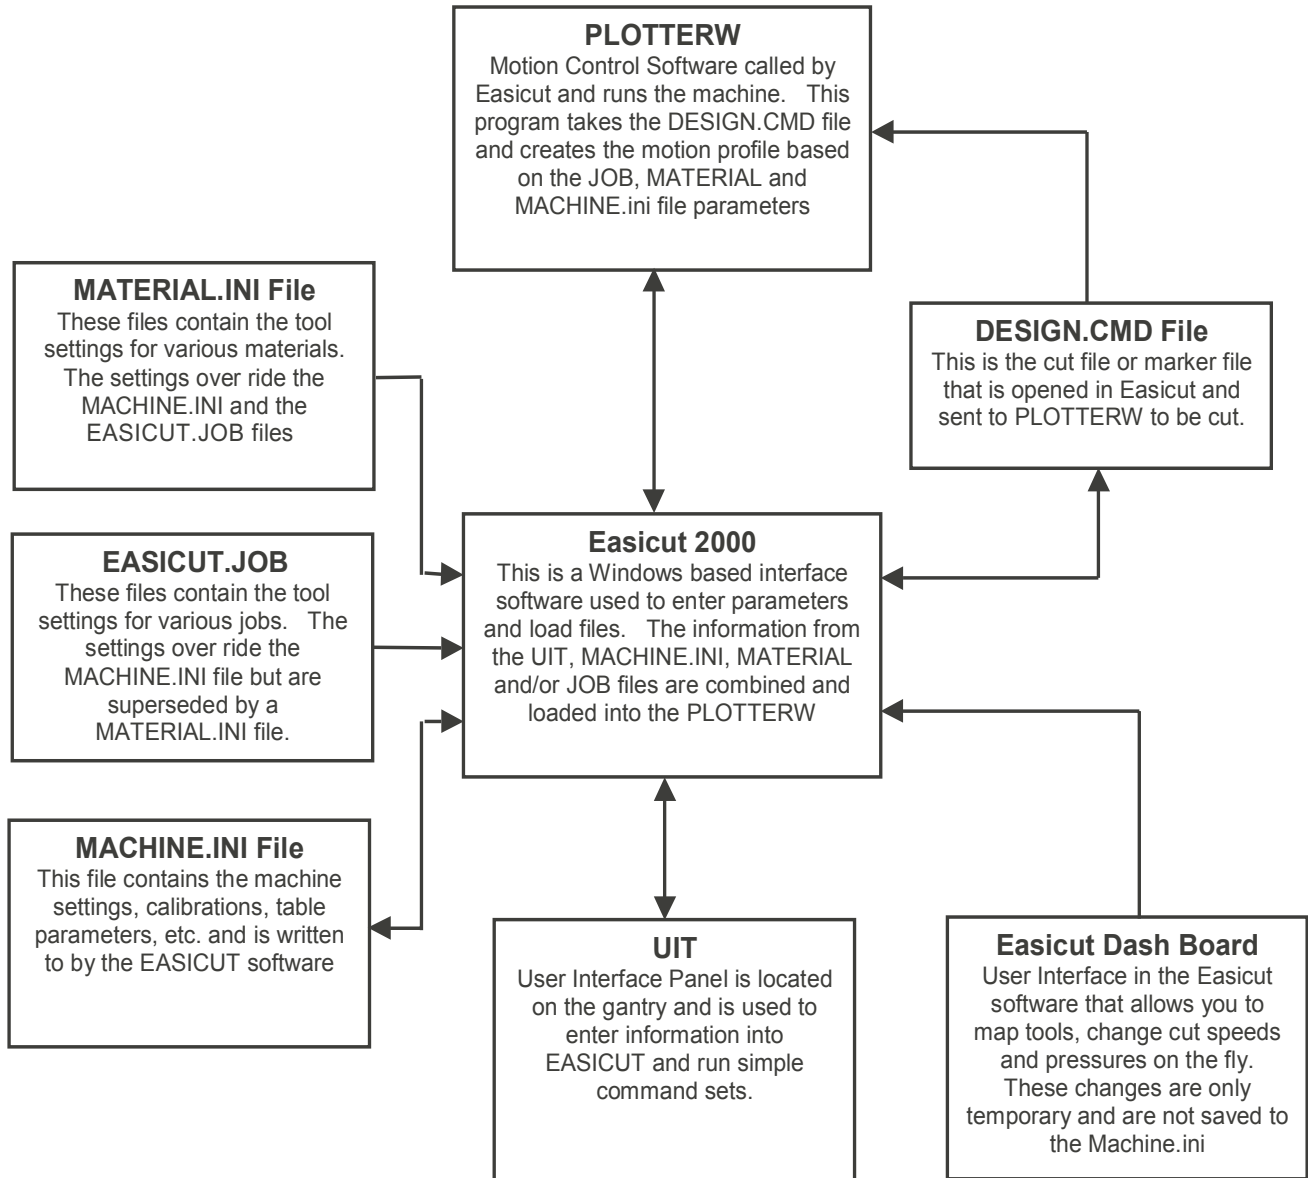 PLOTTERW
Motion Control Software called by
Easicut and runs the machine.   This
program takes the DESIGN.CMD file
and creates the motion profile based
on the JOB, MATERIAL and
MACHINE.ini file parameters
MATERIAL.INI File
These files contain the tool
settings for various materials.
The settings over ride the
MACHINE.INI and the
EASICUT.JOB files
DESIGN.CMD File
This is the cut file or marker file
that is opened in Easicut and
sent to PLOTTERW to be cut.
EASICUT.JOB
These files contain the tool
settings for various jobs.   The
settings over ride the
MACHINE.INI file but are
superseded by a
MATERIAL.INI file.
Easicut 2000
This is a Windows based interface
software used to enter parameters
and load files.   The information from
the UIT, MACHINE.INI, MATERIAL
and/or JOB files are combined and
loaded into the PLOTTERW
MACHINE.INI File
This file contains the machine
settings, calibrations, table
parameters, etc. and is written
to by the EASICUT software
UIT
User Interface Panel is located
on the gantry and is used to
enter information into
EASICUT and run simple
command sets.
Easicut Dash Board
User Interface in the Easicut
software that allows you to
map tools, change cut speeds
and pressures on the fly.
These changes are only
temporary and are not saved to
the Machine.ini